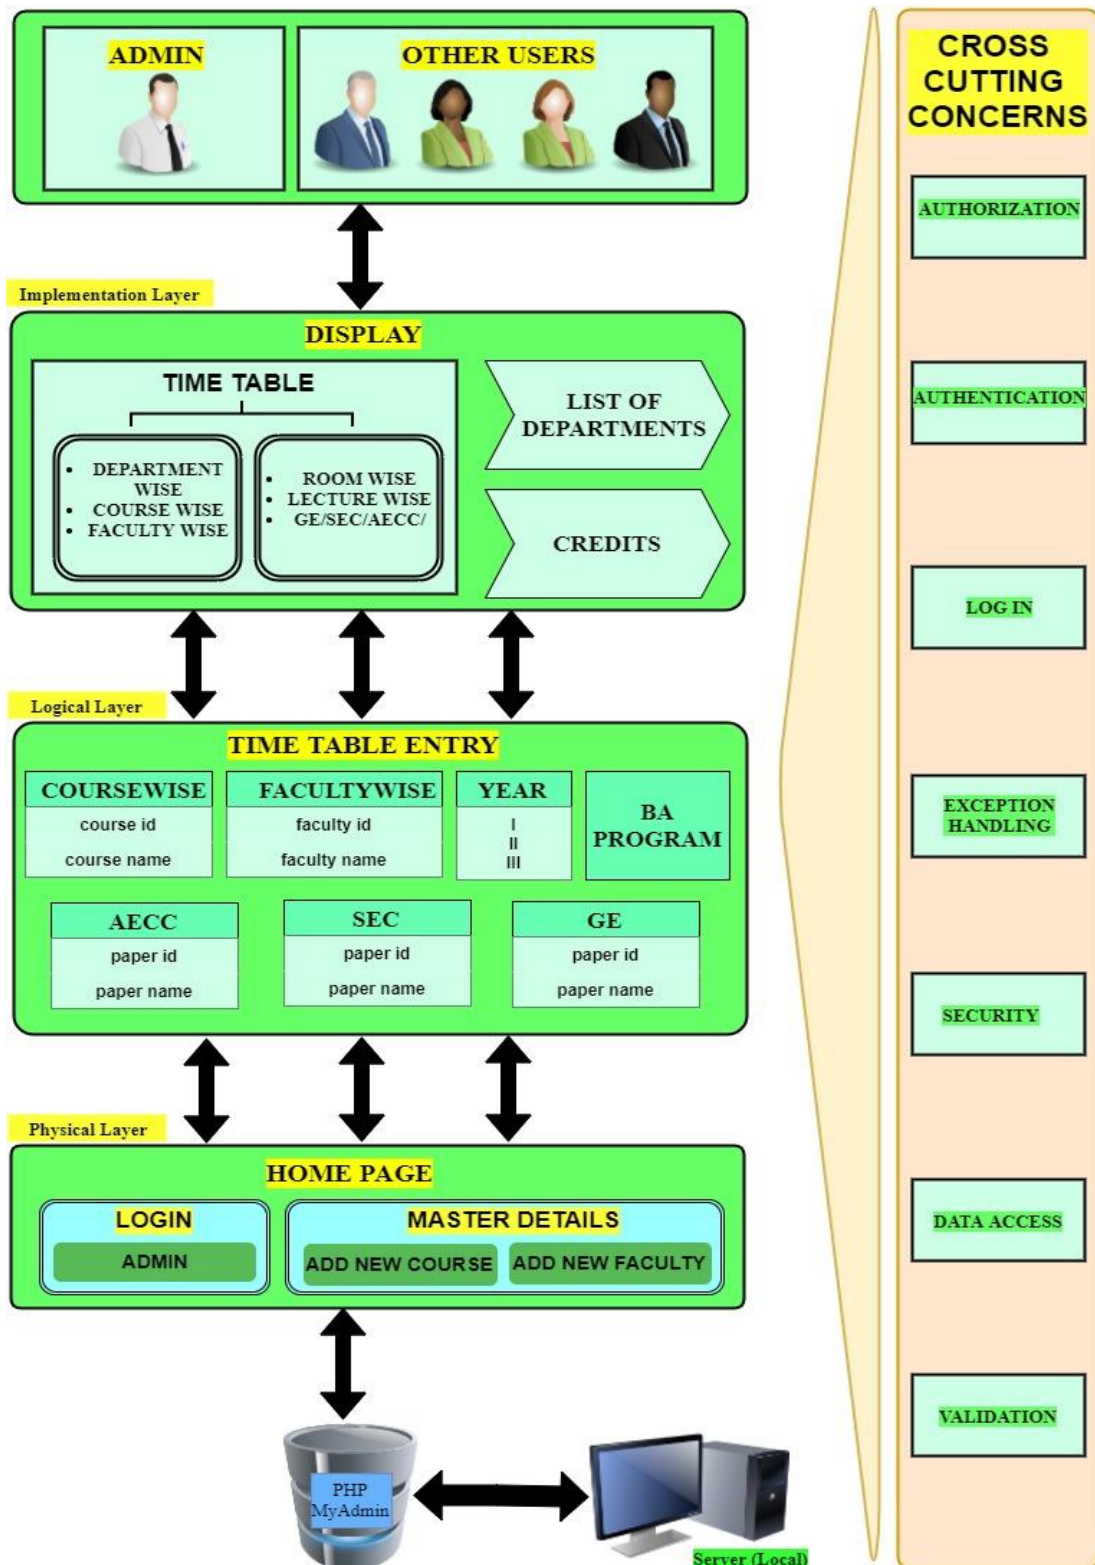 ADMIN
OTHER USERS
Implementation Layer
DISPLAY
TIME TABLE
• DEPARTMENT
WISE
• COURSE WISE
• FACULTY WISE
• ROOM WISE
• LECTURE WISE
• GE/SEC/AECC/
LIST OF
DEPARTMENTS
CREDITS
Logical Layer
TIME TABLE ENTRY
COURSEWISE
course id
course name
FACULTYWISE
faculty id
faculty name
YEAR
I
II
III
BA
PROGRAM
AECC
paper id
paper name
SEC
paper id
paper name
GE
paper id
paper name
Physical Layer
HOME PAGE
LOGIN
ADMIN
MASTER DETAILS
ADD NEW COURSE
ADD NEW FACULTY
PHP
MyAdmin
Server (Local)
CROSS
CUTTING
CONCERNS
AUTHORIZATION
AUTHENTICATION
LOG IN
EXCEPTION
HANDLING
SECURITY
DATA ACCESS
VALIDATION